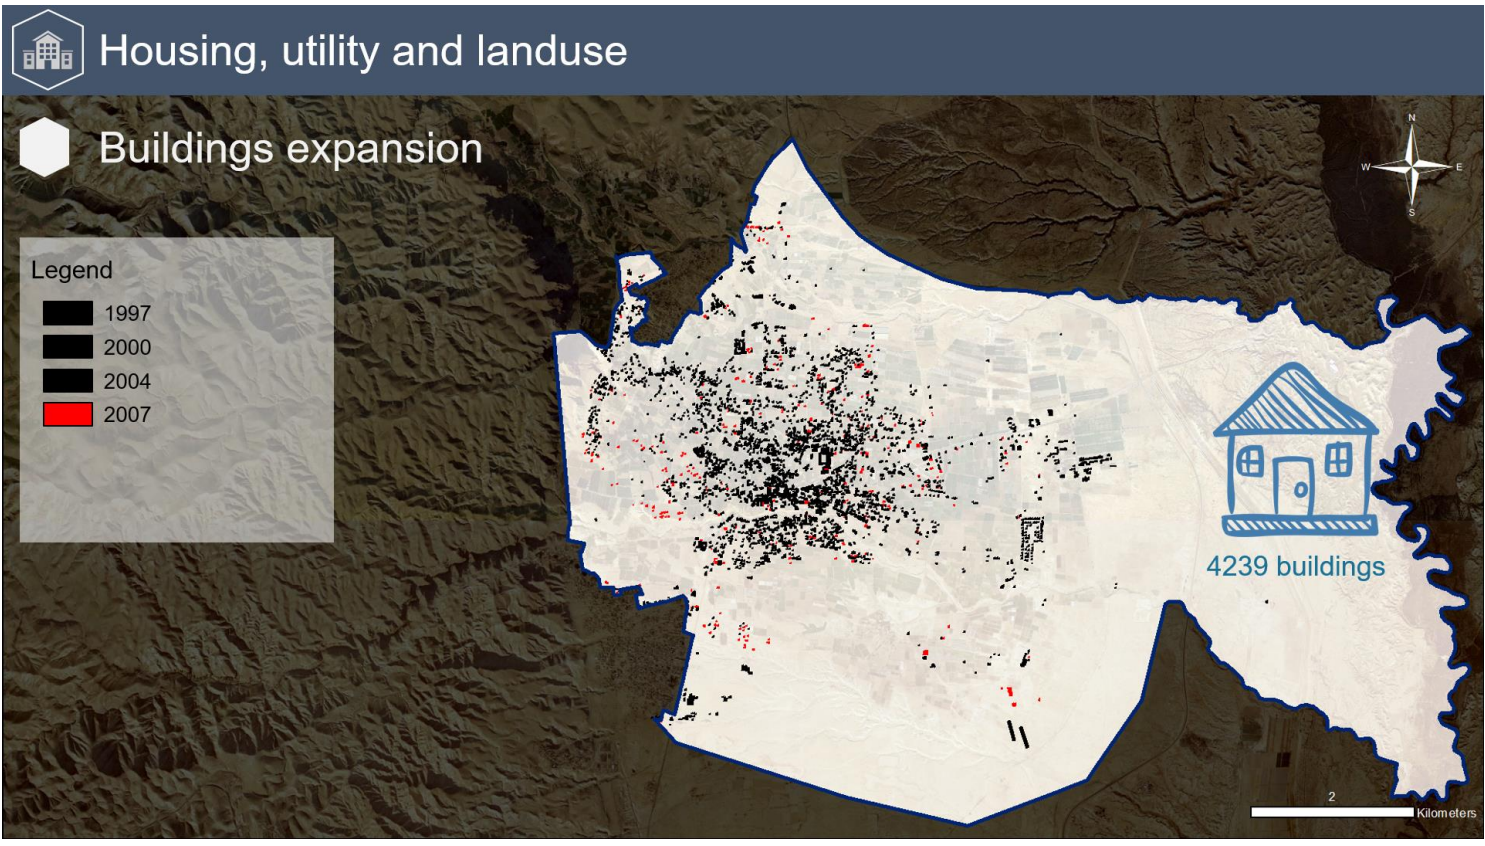 Housing, utility and landuse
Buildings expansion
N
W
E
S
Legend
1997
2000
2004
2007
4239 buildings
2
Kilometers